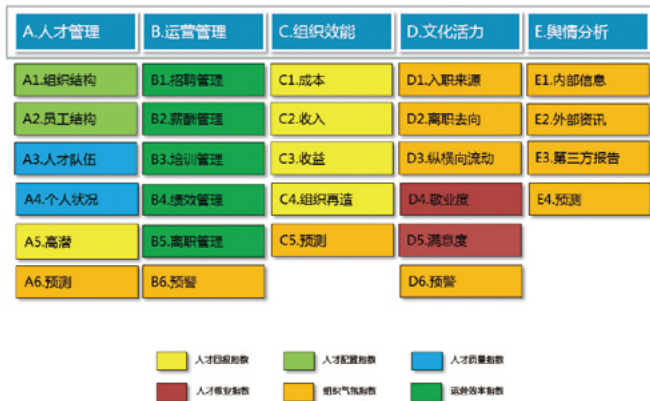 A.人才管理 B.运营管理 C.组织效能 D.文化活力 E.舆情分析
A1.组织结构 B1.招聘管理 C1.成本 D1.入职来源 E1.内部信息
A2.员工结构 B2.薪酬管理 C2.收入 D2.离职去向 E2.外部资讯
A3.人才队伍 B3.培训管理 C3.收益 D3.纵横向流动 E3.第三方报告
A4.个人状况 B4.绩效管理 C4.组织再造 D4.敬业度 E4.预测
A5.高潜 B5.离职管理 C5.预测 D5.满意度
A6.预测 B6.预警 D6.预警
人才回报指数 人才配置指数 人才质量指数
人才敬业指数 组织气氛指数 运营效率指数